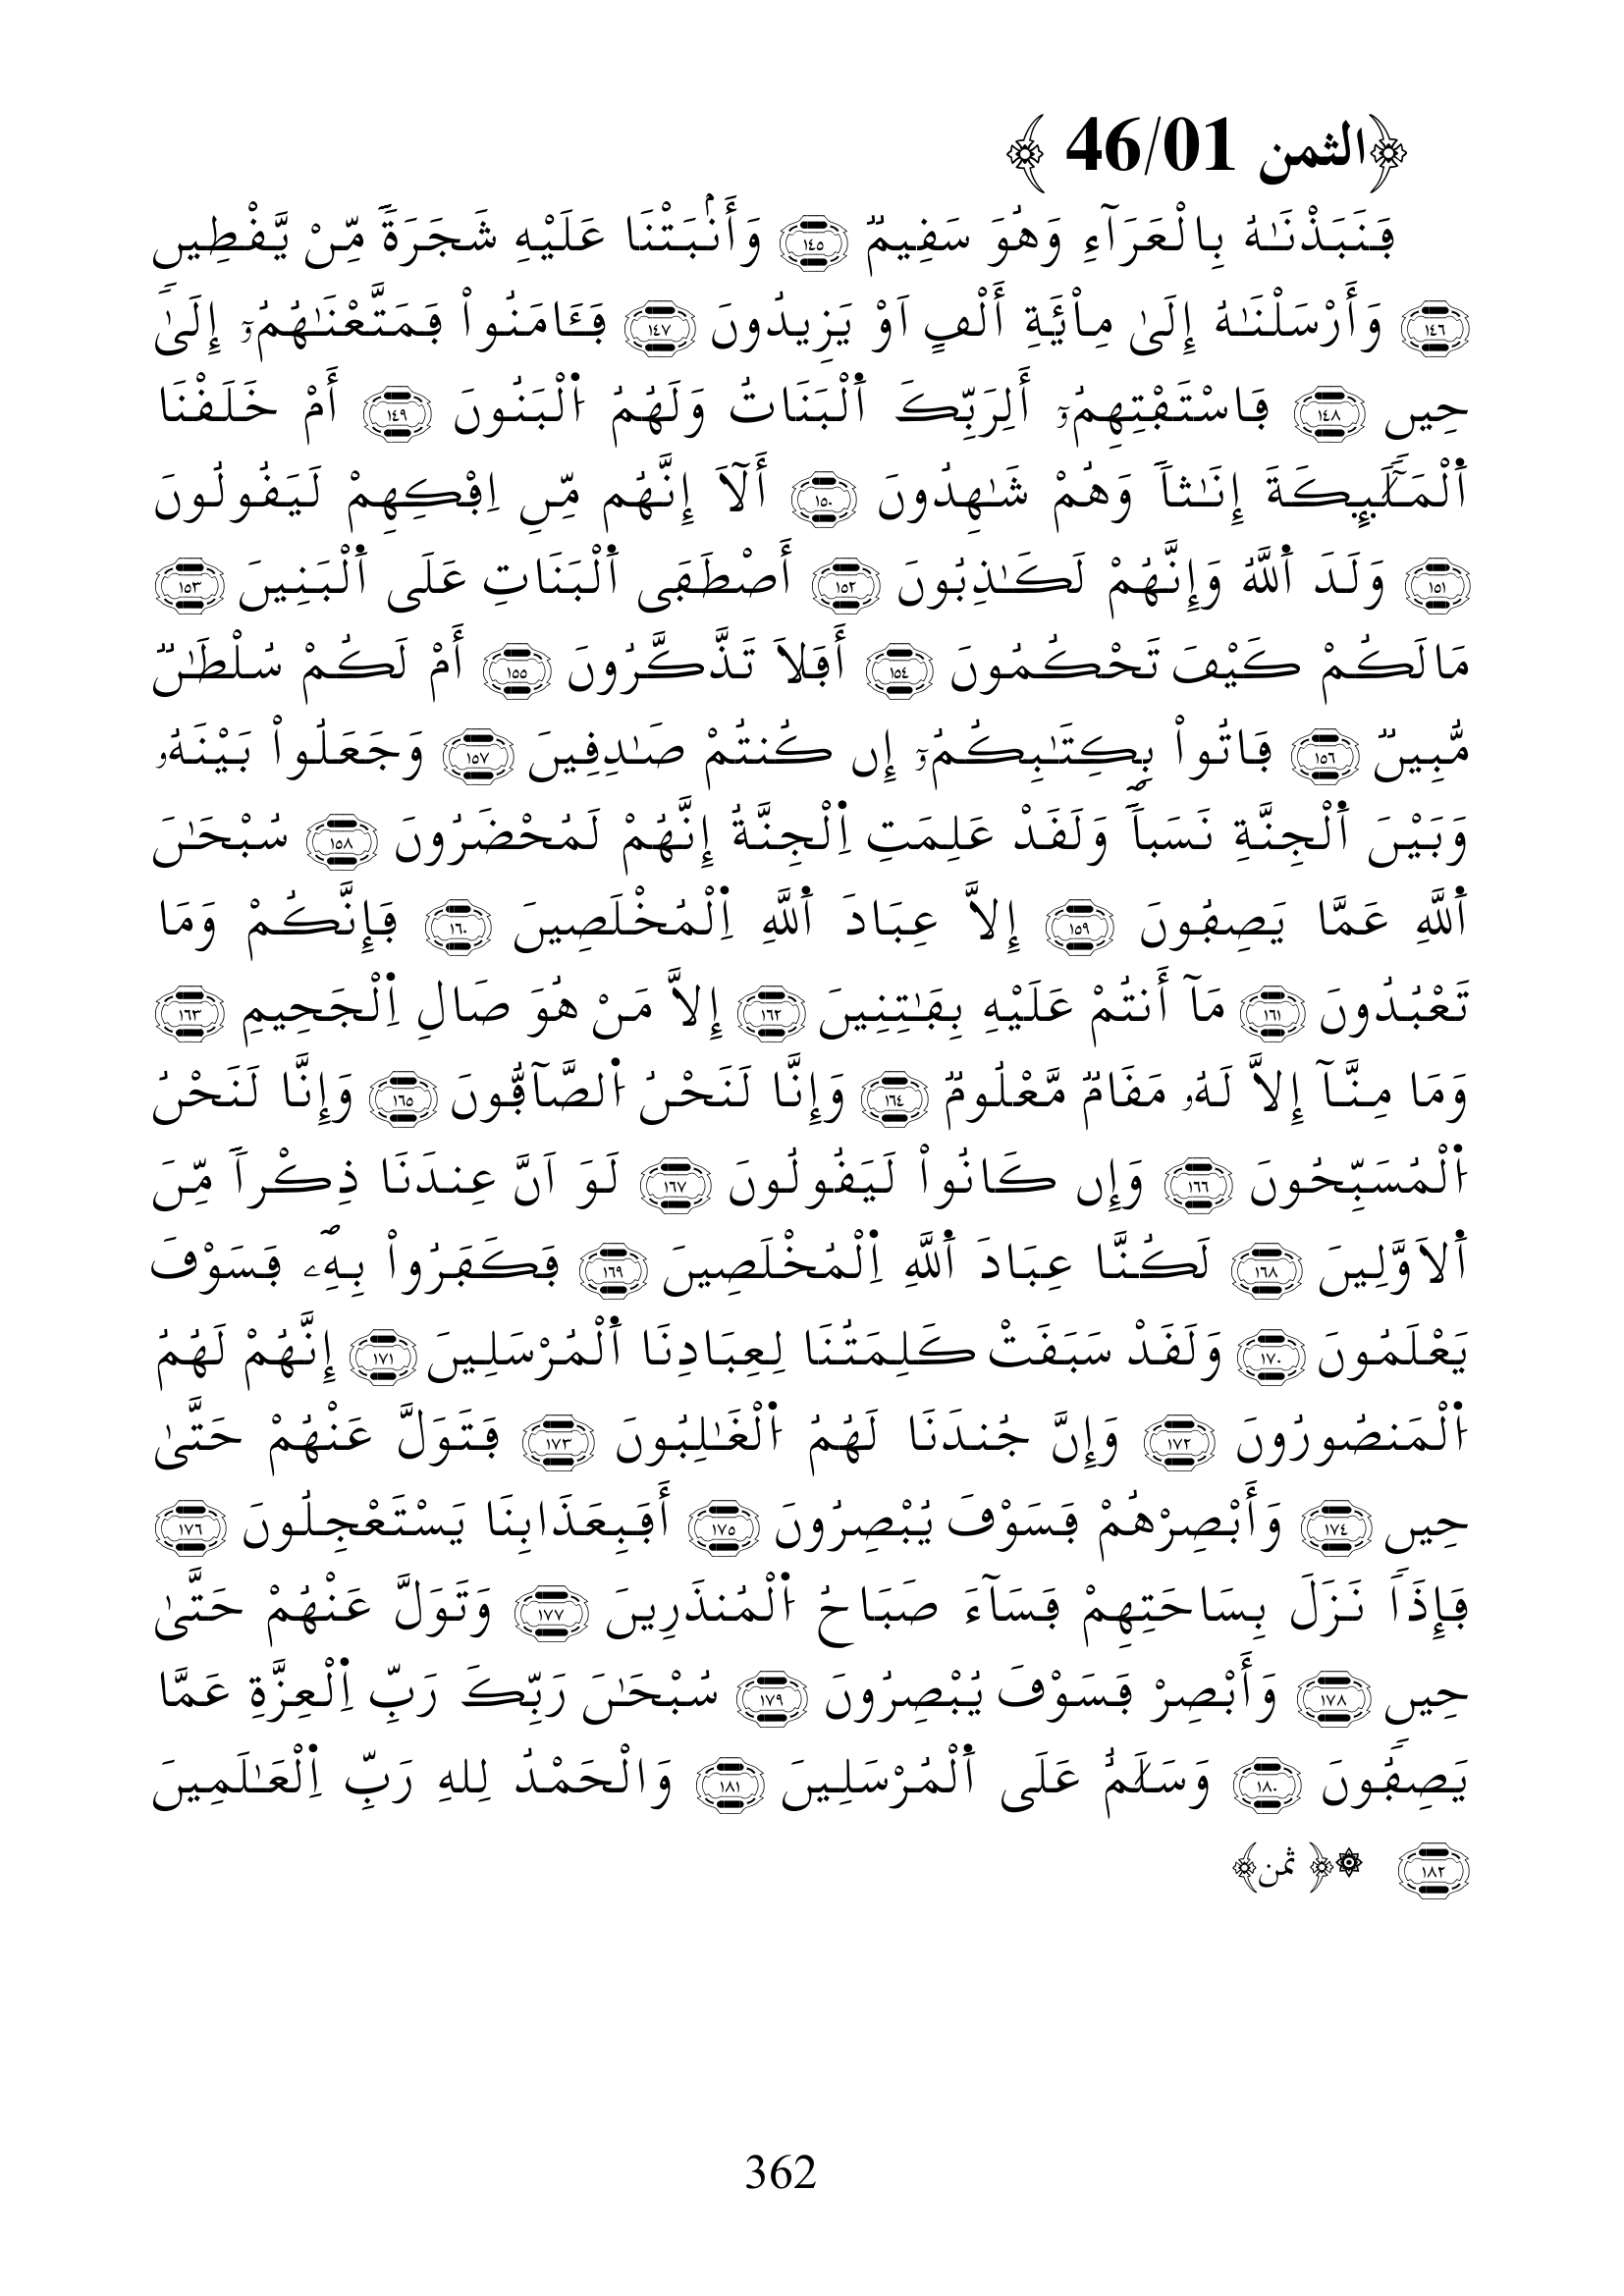 ﴿الثمن 46/01 ﴾
فَنَبَذْنَٰهُ بِالْعَرَآءِ وَهُوَ سَقِيمٌ ١٤٥ وَأَنۢبَتْنَا عَلَيْهِ شَجَرَةٗ مِّنْ يَّقْطِينٖ
١٤٦ وَأَرْسَلْنَٰهُ إِلَىٰ مِاْئَةِ أَلْفٍ اَوْ يَزِيدُونَ ١٤٧ فَـَٔامَنُواْ فَمَتَّعْنَٰهُمُۥٓ إِلَىٰ
حِينٖ ١٤٨ فَاسْتَفْتِهِمُۥٓ أَلِرَبِّكَ اَ۬لْبَنَاتُ وَلَهُمُ اُ۬لْبَنُونَ ١٤٩ أَمْ خَلَقْنَا
اَ۬لْمَلَٰٓئِكَةَ إِنَٰثاٗ وَهُمْ شَٰهِدُونَ ١٥٠ أَلَآ إِنَّهُم مِّنِ اِفْكِهِمْ لَيَقُولُونَ
١٥١ وَلَدَ اَ۬للَّهُ وَإِنَّهُمْ لَكَٰذِبُونَ ١٥٢ أَصْطَفَى اَ۬لْبَنَاتِ عَلَى اَ۬لْبَنِينَ ١٥٣
مَالَكُمْ كَيْفَ تَحْكُمُونَ ١٥٤ أَفَلَا تَذَّكَّرُونَ ١٥٥ أَمْ لَكُمْ سُلْطَٰنٌ
مُّبِينٌ ١٥٦ فَاتُواْ بِكِتَٰبِكُمُۥٓ إِن كُنتُمْ صَٰدِقِينَ ١٥٧ وَجَعَلُواْ بَيْنَهُۥ
وَبَيْنَ اَ۬لْجِنَّةِ نَسَباٗۖ وَلَقَدْ عَلِمَتِ اِ۬لْجِنَّةُ إِنَّهُمْ لَمُحْضَرُونَ ١٥٨ سُبْحَٰنَ
اَ۬للَّهِ عَمَّا يَصِفُونَ ١٥٩ إِلَّا عِبَادَ اَ۬للَّهِ اِ۬لْمُخْلَصِينَ ١٦٠ فَإِنَّكُمْ وَمَا
تَعْبُدُونَ ١٦١ مَآ أَنتُمْ عَلَيْهِ بِفَٰتِنِينَ ١٦٢ إِلَّا مَنْ هُوَ صَالِ اِ۬لْجَحِيمِ ١٦٣
وَمَا مِنَّآ إِلَّا لَهُۥ مَقَامٌ مَّعْلُومٌ ١٦٤ وَإِنَّا لَنَحْنُ اُ۬لصَّآفُّونَ ١٦٥ وَإِنَّا لَنَحْنُ
اُ۬لْمُسَبِّحُونَ ١٦٦ وَإِن كَانُواْ لَيَقُولُونَ ١٦٧ لَوَ اَنَّ عِندَنَا ذِكْراٗ مِّنَ
اَ۬لَاوَّلِينَ ١٦٨ لَكُنَّا عِبَادَ اَ۬للَّهِ اِ۬لْمُخْلَصِينَ ١٦٩ فَكَفَرُواْ بِهِۦۖ فَسَوْفَ
يَعْلَمُونَ ١٧٠ وَلَقَدْ سَبَقَتْ كَلِمَتُنَا لِعِبَادِنَا اَ۬لْمُرْسَلِينَ ١٧١ إِنَّهُمْ لَهُمُ
اُ۬لْمَنصُورُونَ ١٧٢ وَإِنَّ جُندَنَا لَهُمُ اُ۬لْغَٰلِبُونَ ١٧٣ فَتَوَلَّ عَنْهُمْ حَتَّىٰ
حِينٖ ١٧٤ وَأَبْصِرْهُمْ فَسَوْفَ يُبْصِرُونَ ١٧٥ أَفَبِعَذَابِنَا يَسْتَعْجِلُونَ ١٧٦
فَإِذَا نَزَلَ بِسَاحَتِهِمْ فَسَآءَ صَبَاحُ اُ۬لْمُنذَرِينَ ١٧٧ وَتَوَلَّ عَنْهُمْ حَتَّىٰ
حِينٖ ١٧٨ وَأَبْصِرْ فَسَوْفَ يُبْصِرُونَ ١٧٩ سُبْحَٰنَ رَبِّكَ رَبِّ اِ۬لْعِزَّةِ عَمَّا
يَصِفُونَ ١٨٠ وَسَلَٰمٌ عَلَى اَ۬لْمُرْسَلِينَ ١٨١ وَالْحَمْدُ لِلهِ رَبِّ اِ۬لْعَٰلَمِينَ
١٨٢ ۞﴿ ثمن﴾
362